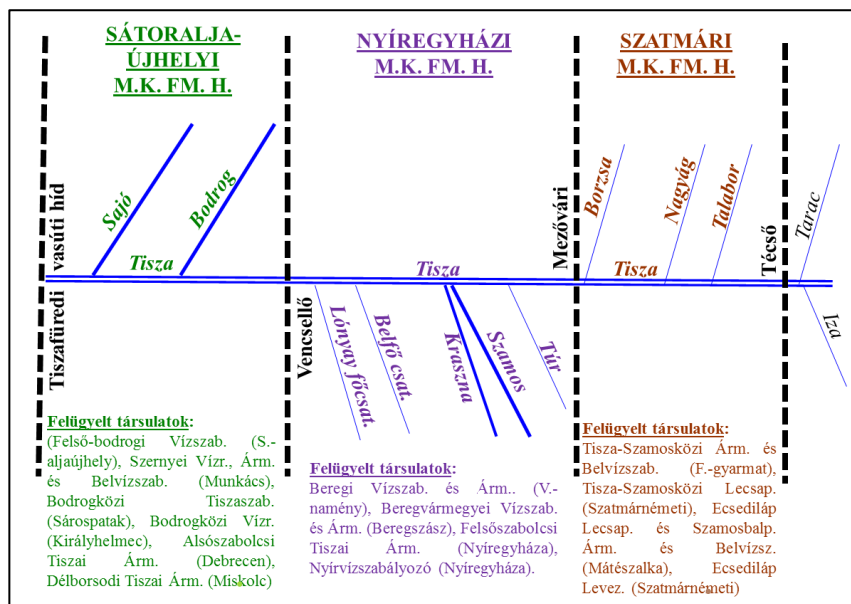 SÁTORALJA-
ÚJHELYI
M.K. FM. H.
NYÍREGYHÁZI
M.K. FM. H.
SZATMÁRI
M.K. FM. H.
Tiszafüredi vasúti híd
Sajó
Bodrog
Tisza
Vencsellő
Lónyay főcsat.
Belfő csat.
Tisza
Kraszna
Szamos
Túr
Mezővári
Borzsa
Nagyág
Talabor
Tisza
Técső
Tarac
Iza
Felügyelt társulatok:
(Felső-bodrogi Vízszab. (S.-
aljaújhely), Szernyei Vízr., Árm.
és Belvízszab. (Munkács),
Bodrogközi Tiszaszab.
(Sárospatak), Bodrogközi Vízr.
(Királyhelmec), Alsószabolcsi
Tiszai Árm. (Debrecen),
Délborsodi Tiszai Árm. (Miskolc)
Felügyelt társulatok:
Beregi Vízszab. és Árm.. (V.-
namény), Beregvármegyei Vízszab.
és Árm. (Beregszász), Felsőszabolcsi
Tiszai Árm. (Nyíregyháza),
Nyírvízszabályozó (Nyíregyháza).
Felügyelt társulatok:
Tisza-Szamosközi Árm. és
Belvízszab. (F.-gyarmat),
Tisza-Szamosközi Lecsap.
(Szatmárnémeti), Ecsediláp
Lecsap. és Szamosbalp.
Árm. és Belvízsz.
(Mátészalka), Ecsediláp
Levez. (Szatmárnémeti)